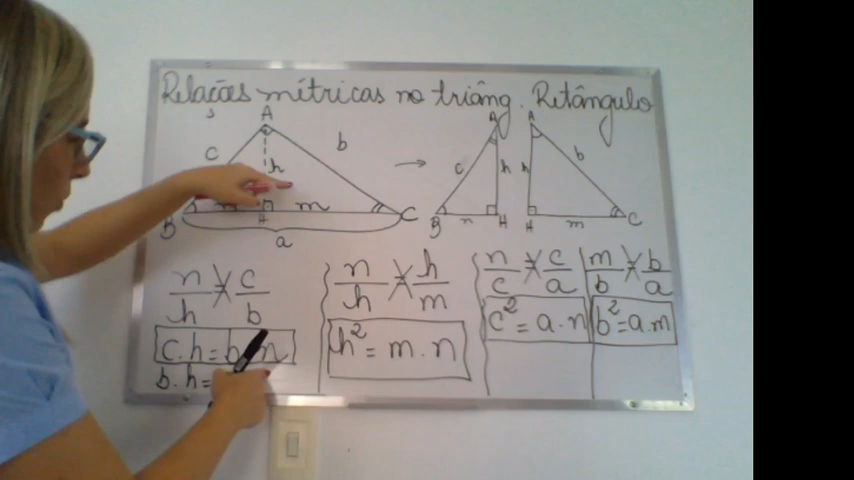 Relações métricas no triâng. Retângulo
A
c
b
h
n
m
B
H
C
a
→
A
c
h
B
n
H
A
h
b
H
m
C
n/h = c/b
c.h = b.n
b.h =
n/h = h/m
h² = m.n
n/c = c/a
c² = a.n
m/b = b/a
b² = a.m